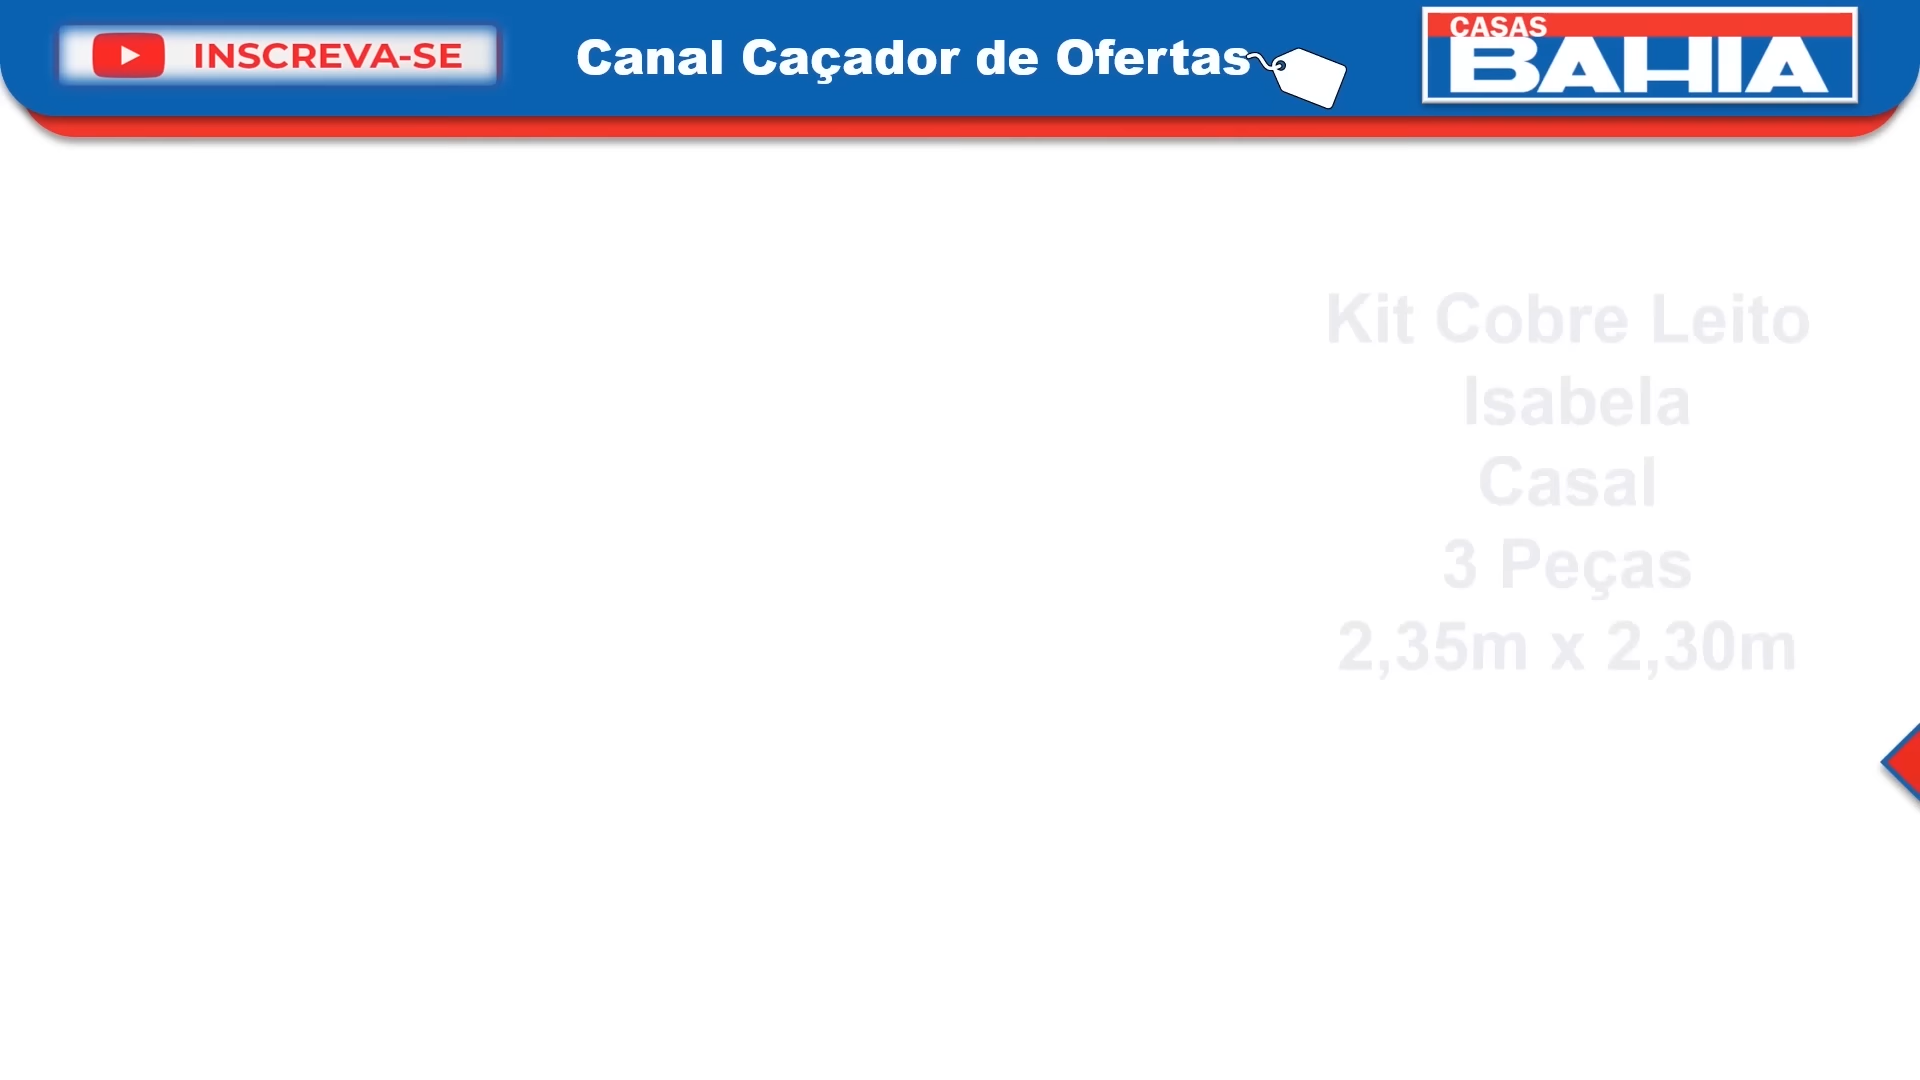 INSCREVA-SE
Canal Caçador de Ofertas
CASAS
BAHIA
Kit Cobre Leito
Isabela
Casal
3 Peças
2,35m x 2,30m